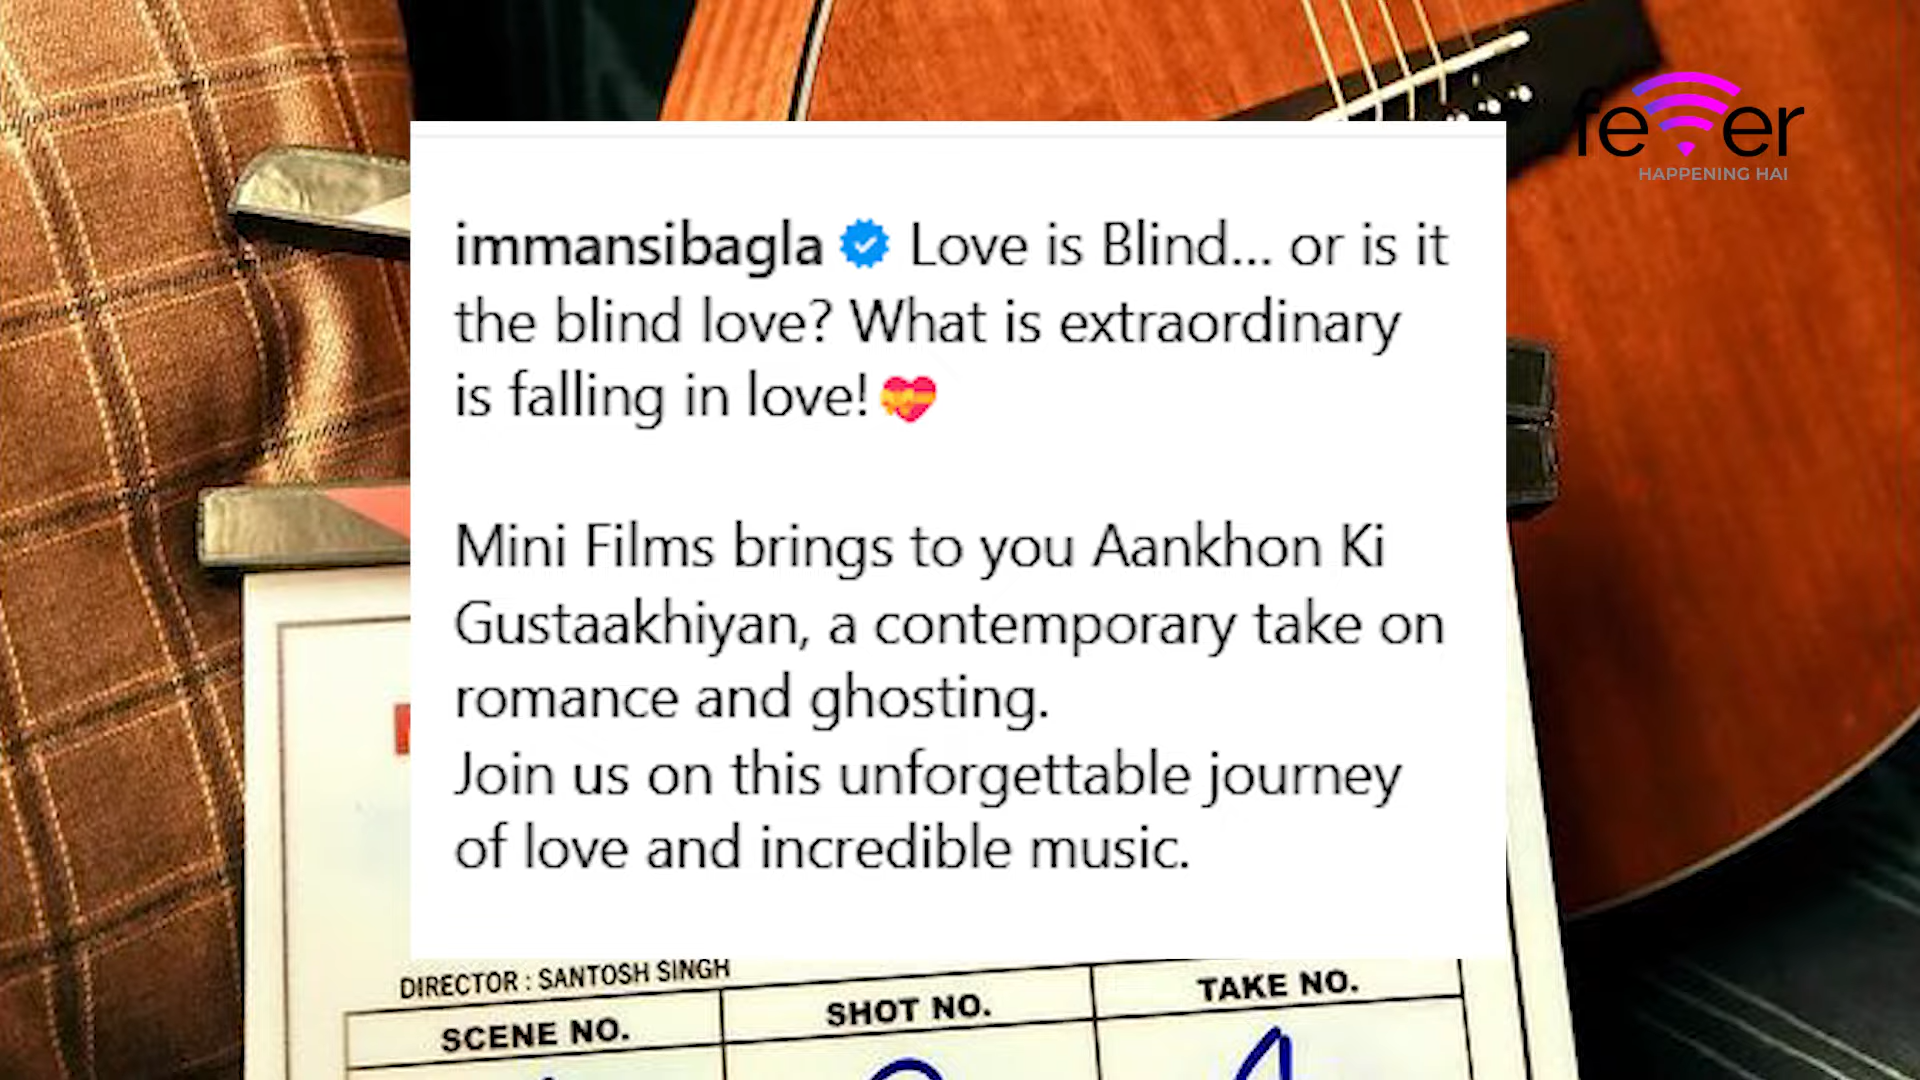 fever
HAPPENING HAI
immansibagla Love is Blind... or is it
the blind love? What is extraordinary
is falling in love!
Mini Films brings to you Aankhon Ki
Gustaakhiyan, a contemporary take on
romance and ghosting.
Join us on this unforgettable journey
of love and incredible music.
DIRECTOR : SANTOSH SINGH
SCENE NO.
SHOT NO.
TAKE NO.